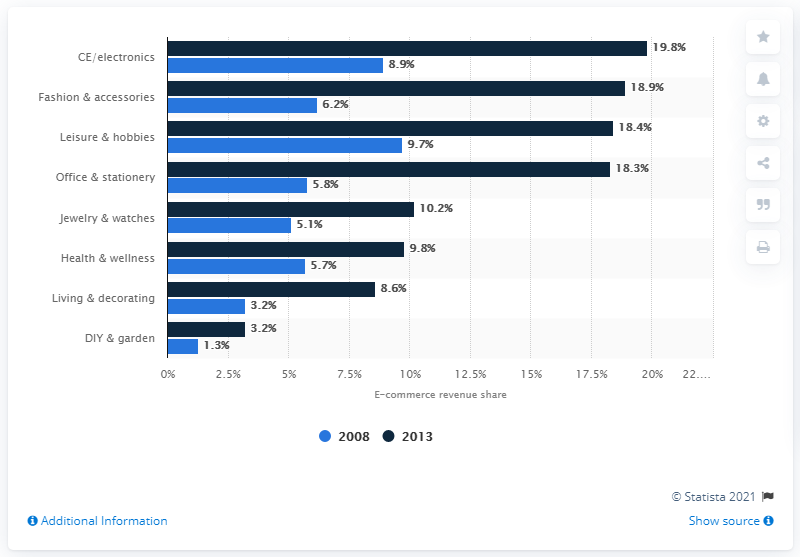 CE/electronics 19.8%
8.9%
Fashion & accessories 18.9%
6.2%
Leisure & hobbies 18.4%
9.7%
Office & stationery 18.3%
5.8%
Jewelry & watches 10.2%
5.1%
Health & wellness 9.8%
5.7%
Living & decorating 8.6%
3.2%
DIY & garden 3.2%
1.3%
0% 2.5% 5% 7.5% 10% 12.5% 15% 17.5% 20% 22....
E-commerce revenue share
2008 2013
© Statista 2021
Additional Information Show source